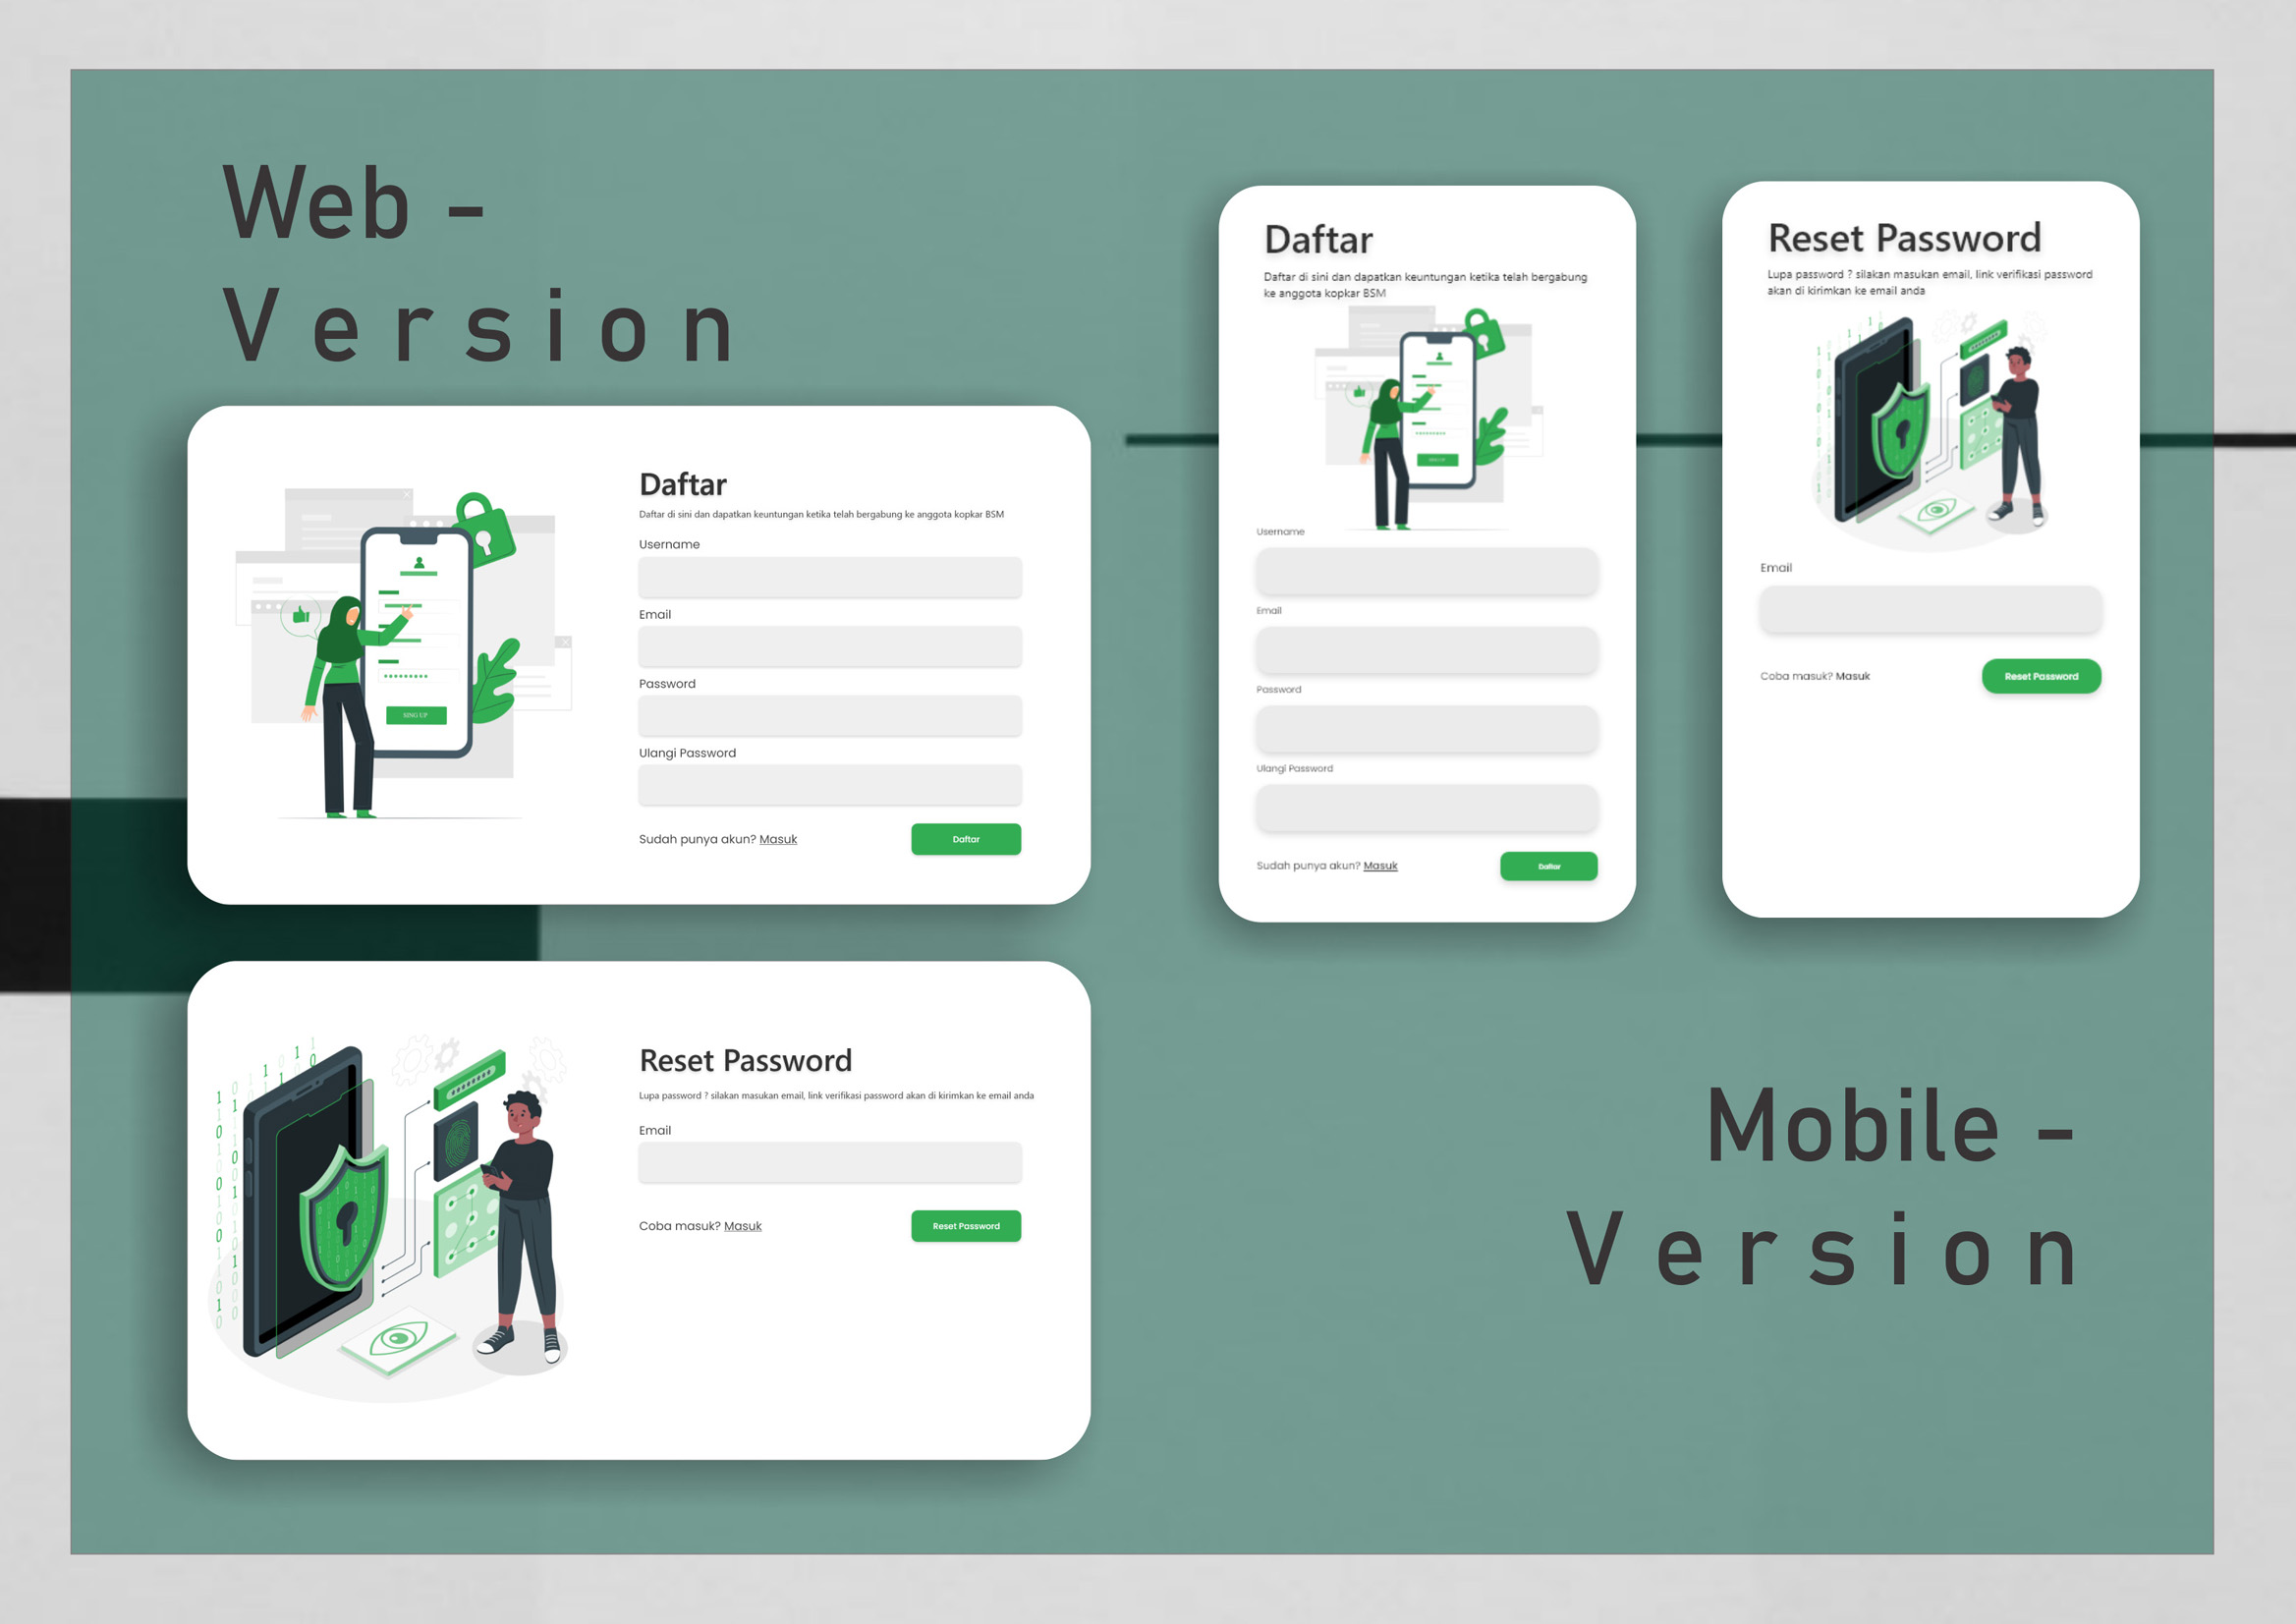 Web -
Version
Daftar
Daftar di sini dan dapatkan keuntungan ketika telah bergabung ke anggota kopkar BSM
Username
Email
Password
Ulangi Password
Sudah punya akun? Masuk
Daftar
SING UP
Reset Password
Lupa password ? silakan masukan email, link verifikasi password akan di kirimkan ke email anda
Email
Coba masuk? Masuk
Reset Password
Daftar
Daftar di sini dan dapatkan keuntungan ketika telah bergabung
ke anggota kopkar BSM
Username
Email
Password
Ulangi Password
Sudah punya akun? Masuk
Daftar
Reset Password
Lupa password ? silakan masukan email, link verifikasi password
akan di kirimkan ke email anda
Email
Coba masuk? Masuk
Reset Password
Mobile -
Version